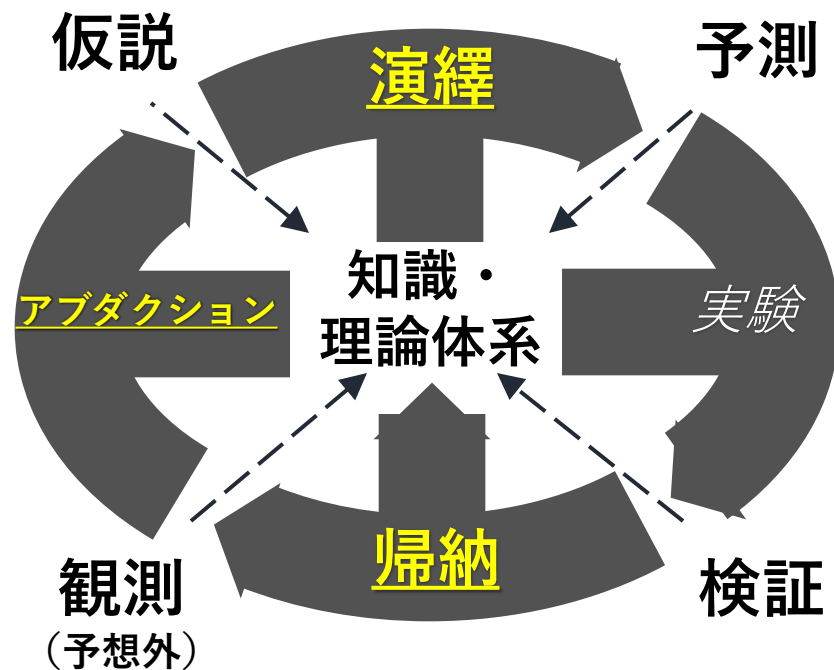 仮説
演繹
予測
知識・
理論体系
アブダクション
実験
帰納
観測
（予想外）
検証